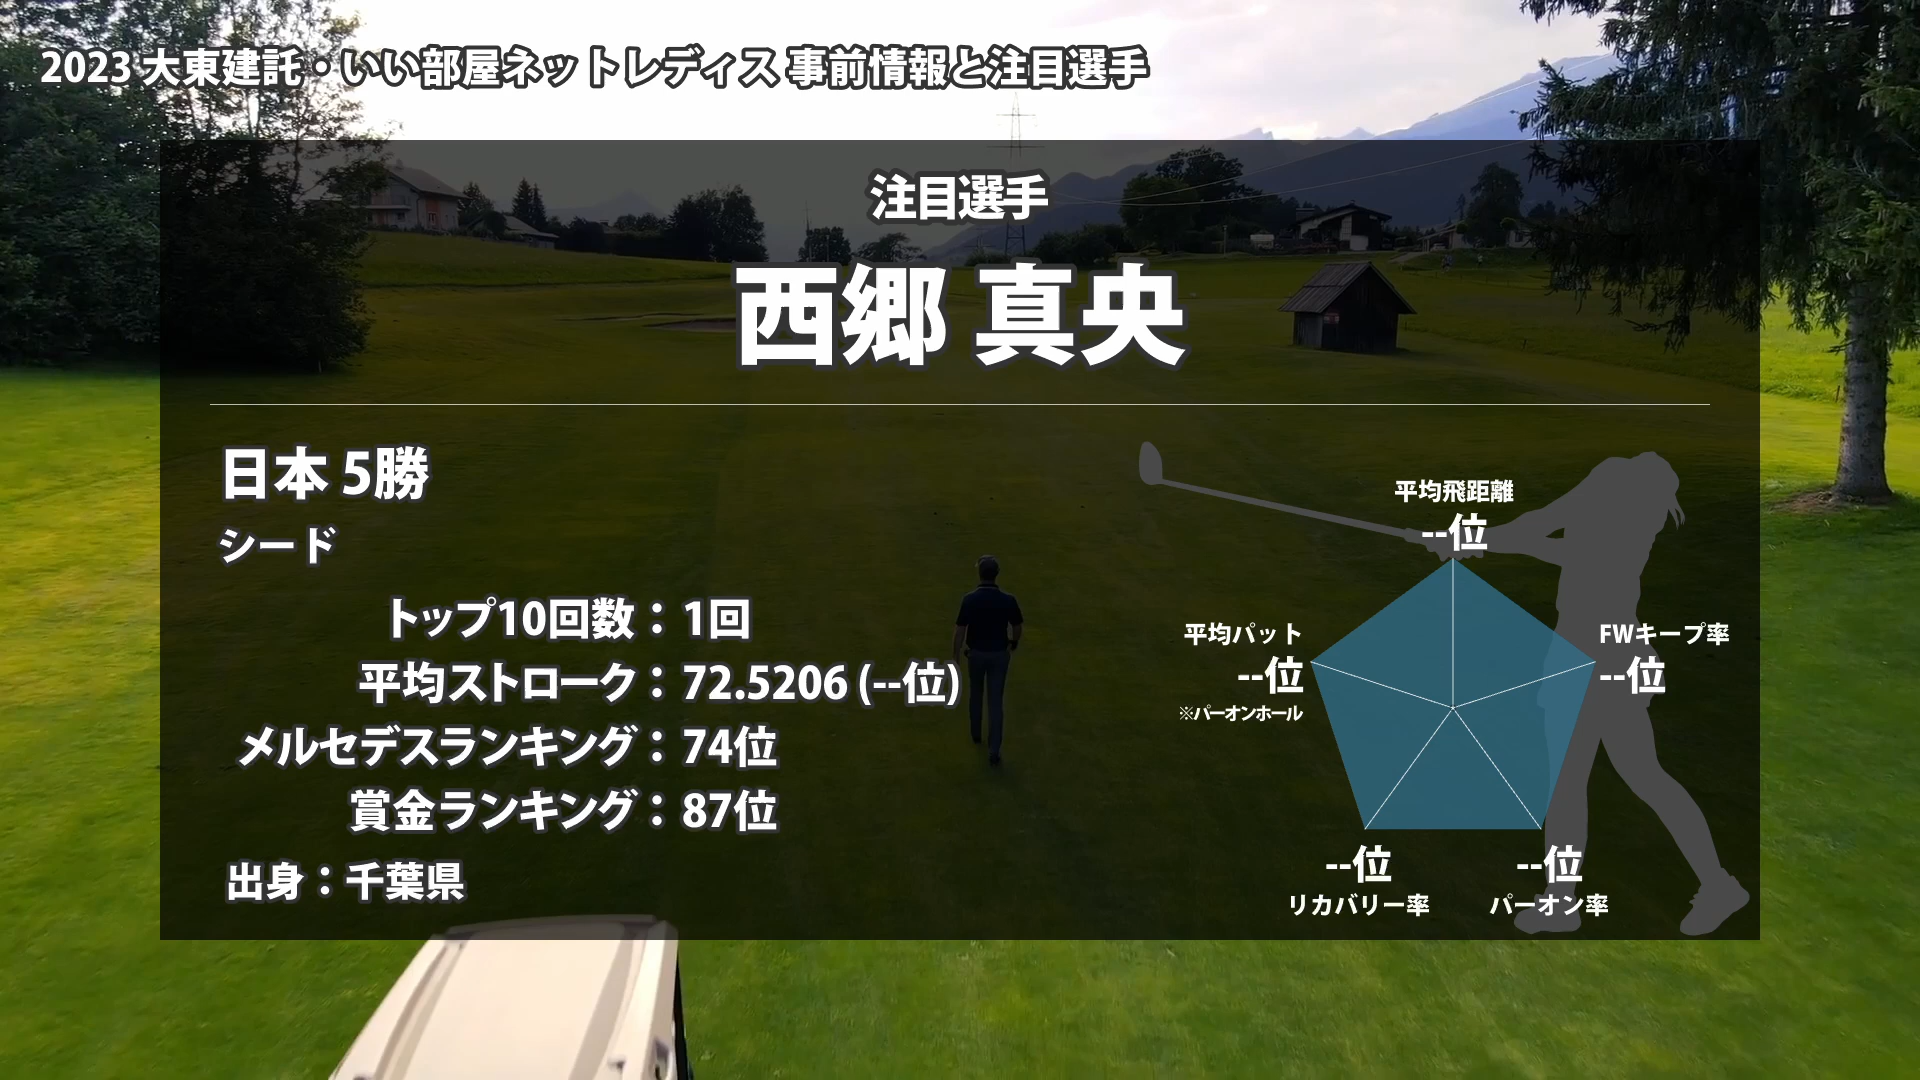 2023 大東建託・いい部屋ネットレディス 事前情報と注目選手
注目選手
西郷 真央
日本 5勝
シード
トップ10回数：1回
平均ストローク：72.5206 (--位)
メルセデスランキング：74位
賞金ランキング：87位
出身：千葉県
平均飛距離
--位
平均パット
--位
※パーオンホール
FWキープ率
--位
--位
リカバリー率
--位
パーオン率